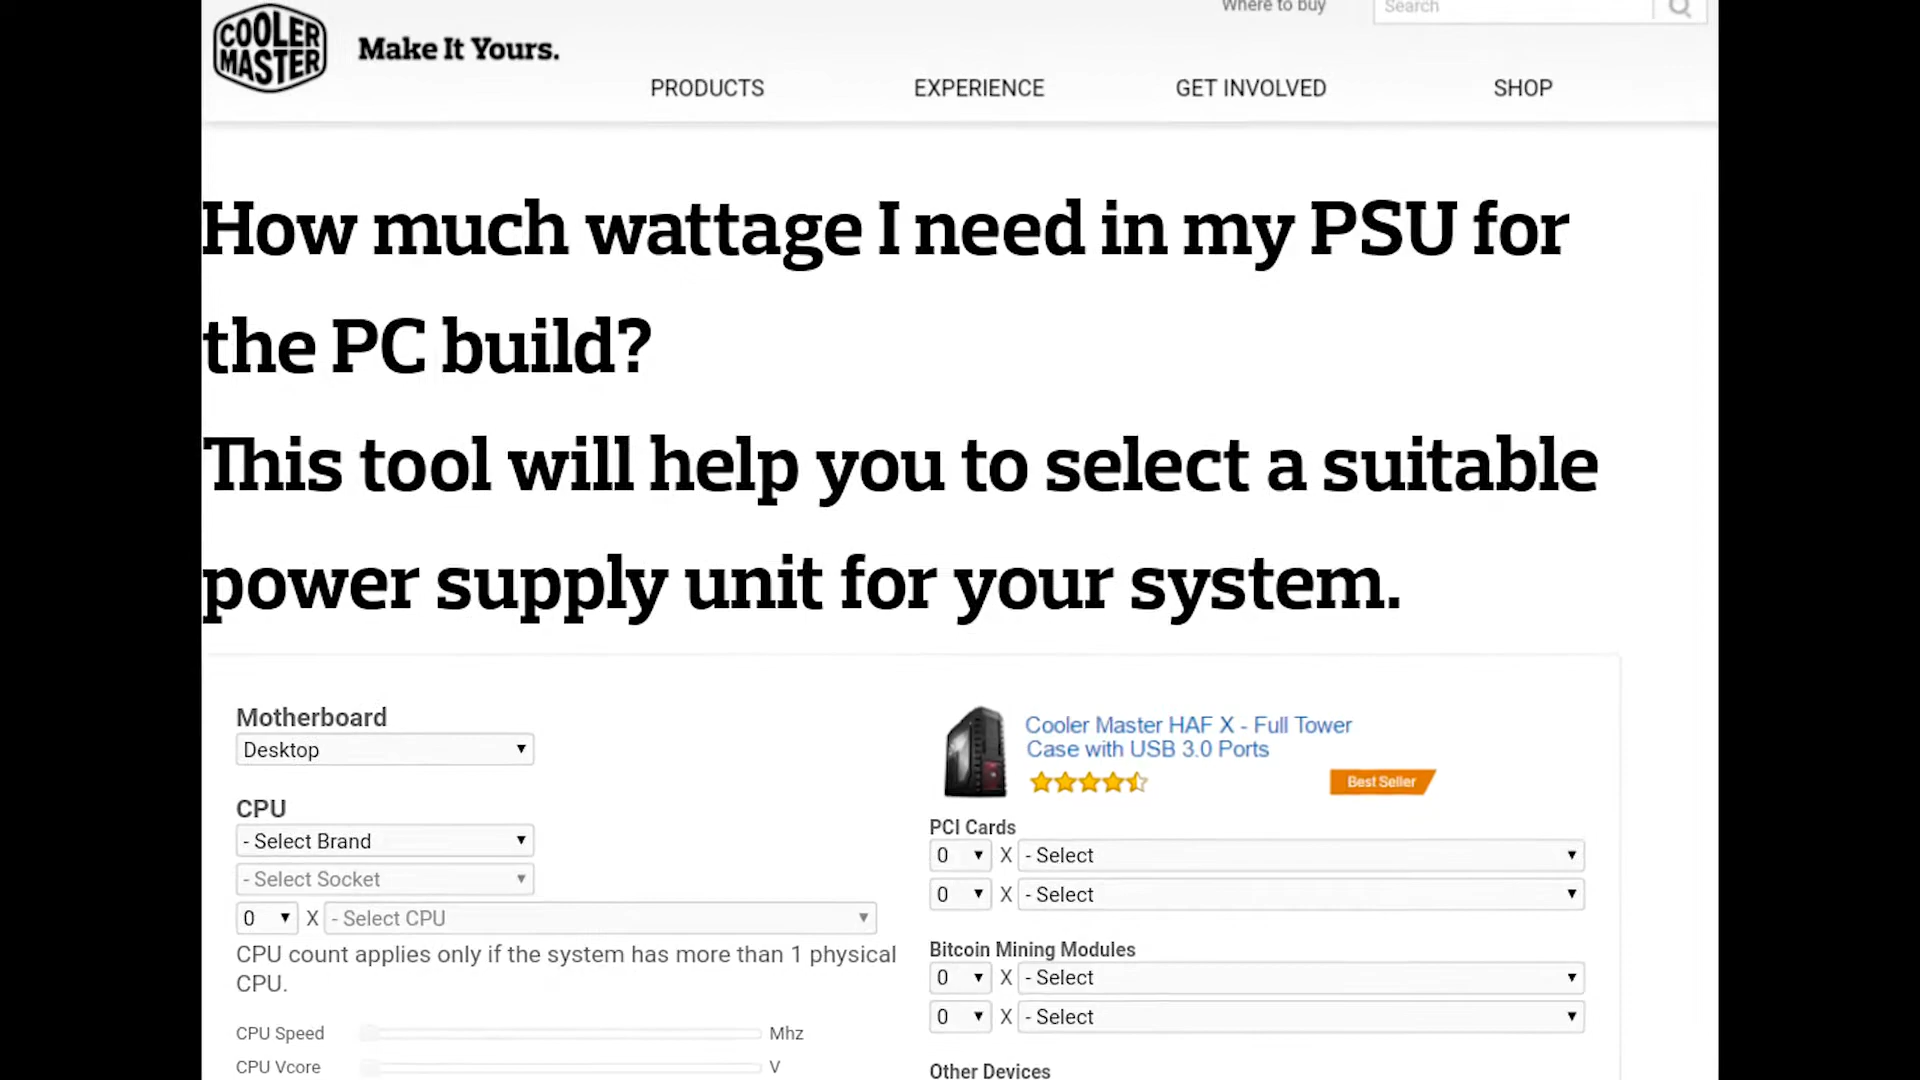 Where to buy
Search
COOLER
MASTER
Make It Yours.
PRODUCTS
EXPERIENCE
GET INVOLVED
SHOP
How much wattage I need in my PSU for
the PC build?
This tool will help you to select a suitable
power supply unit for your system.
Motherboard
Desktop
CPU
- Select Brand
- Select Socket
0 X - Select CPU
CPU count applies only if the system has more than 1 physical
CPU.
CPU Speed Mhz
CPU Vcore V
Cooler Master HAF X - Full Tower
Case with USB 3.0 Ports
Best Seller
PCI Cards
0 X - Select
0 X - Select
Bitcoin Mining Modules
0 X - Select
0 X - Select
Other Devices